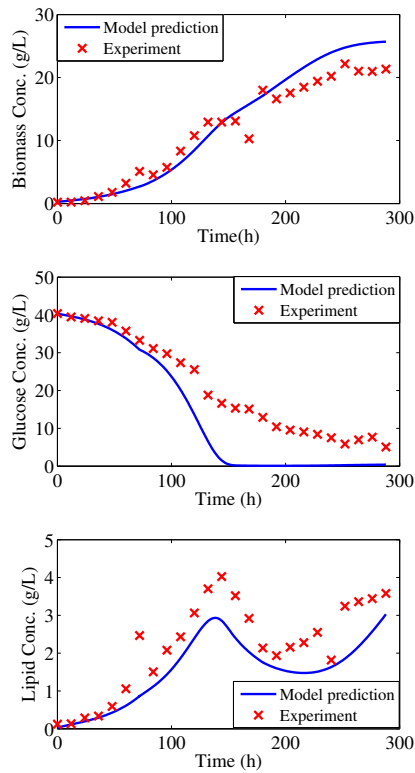 30
20
10
0
0
100
200
300
Biomass Conc. (g/L)
Time(h)
Model prediction
Experiment
50
40
30
20
10
0
0
100
200
300
Glucose Conc. (g/L)
Time (h)
Model prediction
Experiment
5
4
3
2
1
0
0
100
200
300
Lipid Conc. (g/L)
Time (h)
Model prediction
Experiment